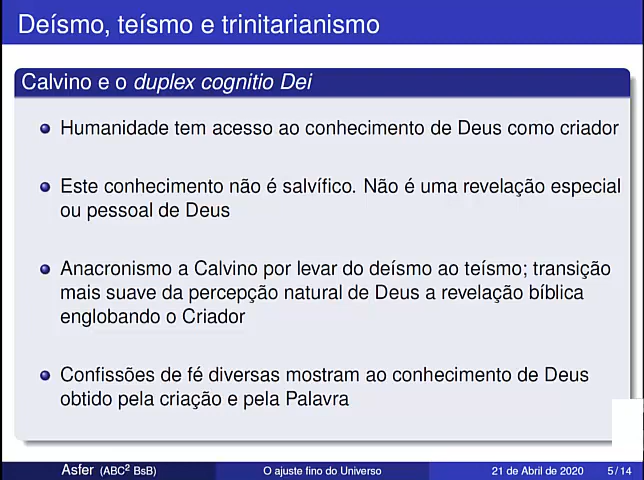 Deísmo, teísmo e trinitarianismo
Calvino e o duplex cognitio Dei
Humanidade tem acesso ao conhecimento de Deus como criador
Este conhecimento não é salvífico. Não é uma revelação especial
ou pessoal de Deus
Anacronismo a Calvino por levar do deísmo ao teísmo; transição
mais suave da percepção natural de Deus a revelação bíblica
englobando o Criador
Confissões de fé diversas mostram ao conhecimento de Deus
obtido pela criação e pela Palavra
Asfer (ABC² BsB) O ajuste fino do Universo 21 de Abril de 2020 5/14